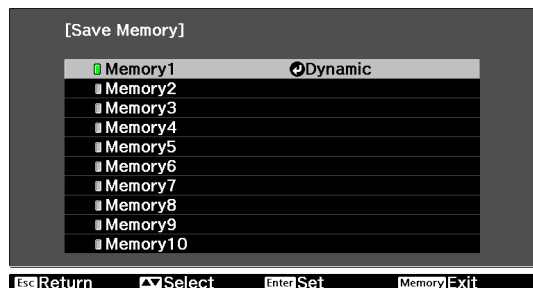 [Save Memory]
Memory1 Dynamic
Memory2
Memory3
Memory4
Memory5
Memory6
Memory7
Memory8
Memory9
Memory10
Esc Return Select Enter Set Memory Exit